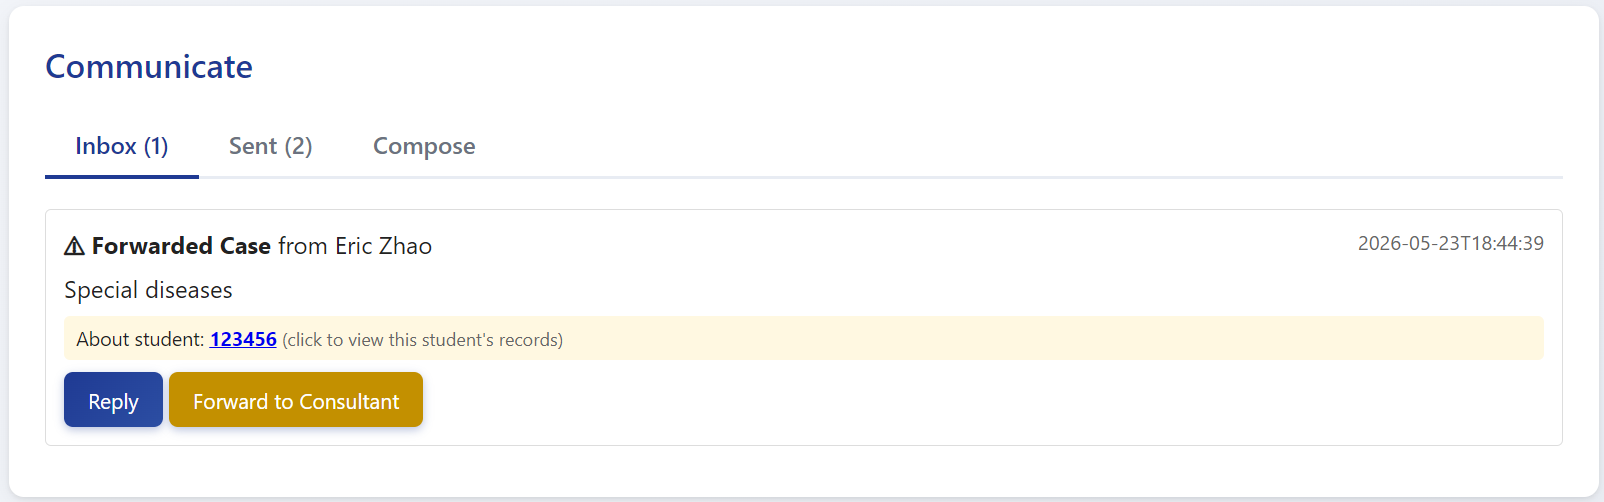 Communicate
Inbox (1) Sent (2) Compose
⚠ Forwarded Case from Eric Zhao 2026-05-23T18:44:39
Special diseases
About student: 123456 (click to view this student's records)
Reply Forward to Consultant